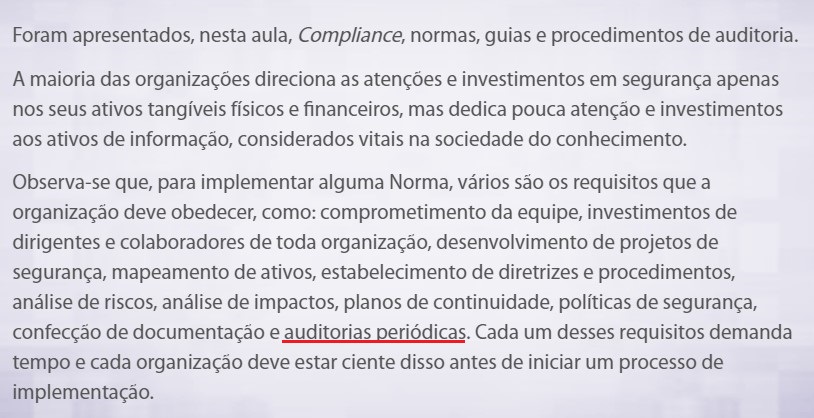 Foram apresentados, nesta aula, Compliance, normas, guias e procedimentos de auditoria.
A maioria das organizações direciona as atenções e investimentos em segurança apenas
nos seus ativos tangíveis físicos e financeiros, mas dedica pouca atenção e investimentos
aos ativos de informação, considerados vitais na sociedade do conhecimento.
Observa-se que, para implementar alguma Norma, vários são os requisitos que a
organização deve obedecer, como: comprometimento da equipe, investimentos de
dirigentes e colaboradores de toda organização, desenvolvimento de projetos de
segurança, mapeamento de ativos, estabelecimento de diretrizes e procedimentos,
análise de riscos, análise de impactos, planos de continuidade, políticas de segurança,
confecção de documentação e auditorias periódicas. Cada um desses requisitos demanda
tempo e cada organização deve estar ciente disso antes de iniciar um processo de
implementação.